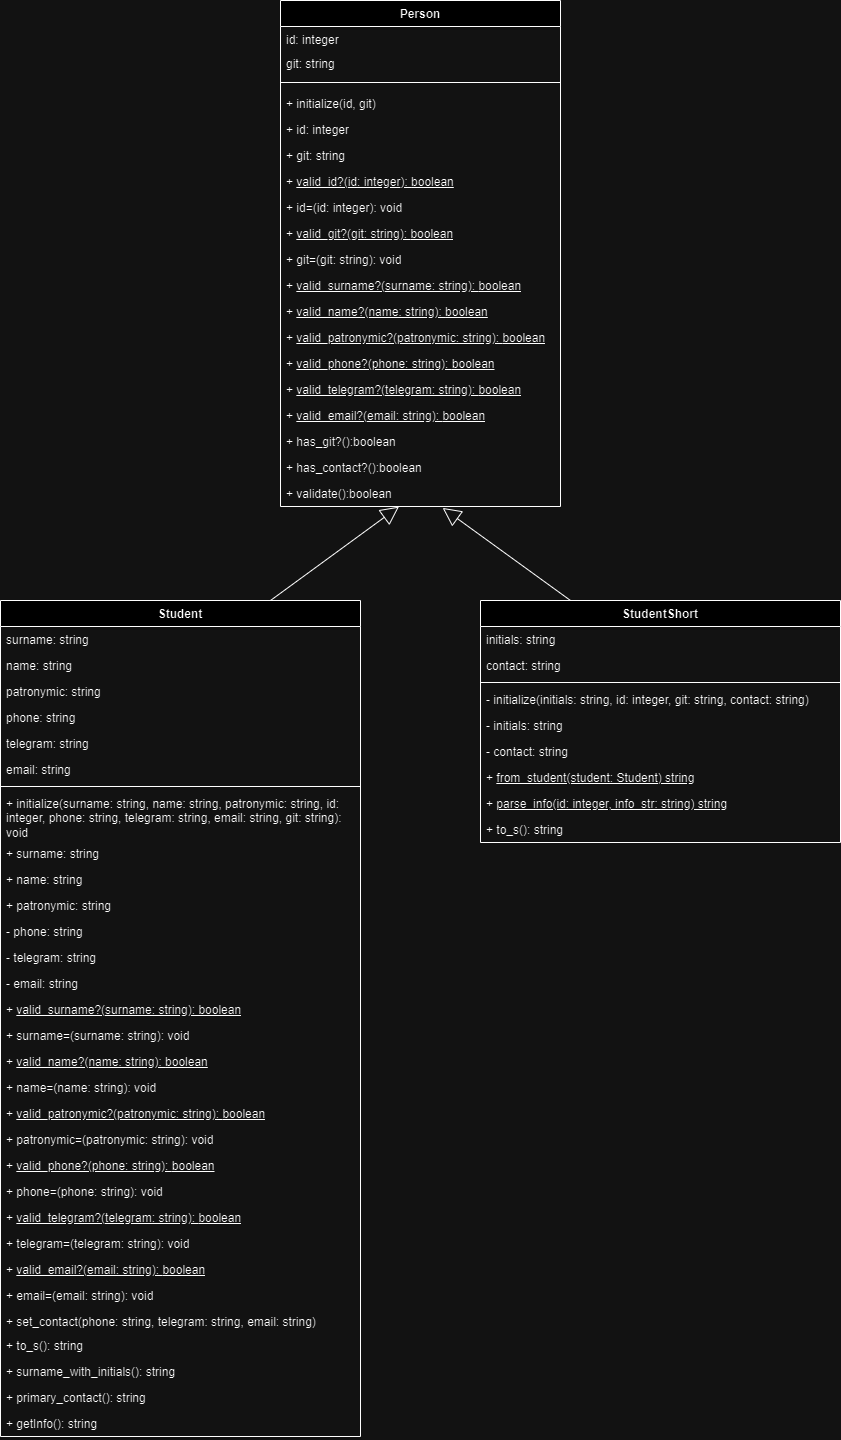 Person
id: integer
git: string
+ initialize(id, git)
+ id: integer
+ git: string
+ valid_id?(id: integer): boolean
+ id=(id: integer): void
+ valid_git?(git: string): boolean
+ git=(git: string): void
+ valid_surname?(surname: string): boolean
+ valid_name?(name: string): boolean
+ valid_patronymic?(patronymic: string): boolean
+ valid_phone?(phone: string): boolean
+ valid_telegram?(telegram: string): boolean
+ valid_email?(email: string): boolean
+ has_git?():boolean
+ has_contact?():boolean
+ validate():boolean
Student
surname: string
name: string
patronymic: string
phone: string
telegram: string
email: string
+ initialize(surname: string, name: string, patronymic: string, id:
integer, phone: string, telegram: string, email: string, git: string):
void
+ surname: string
+ name: string
+ patronymic: string
- phone: string
- telegram: string
- email: string
+ valid_surname?(surname: string): boolean
+ surname=(surname: string): void
+ valid_name?(name: string): boolean
+ name=(name: string): void
+ valid_patronymic?(patronymic: string): boolean
+ patronymic=(patronymic: string): void
+ valid_phone?(phone: string): boolean
+ phone=(phone: string): void
+ valid_telegram?(telegram: string): boolean
+ telegram=(telegram: string): void
+ valid_email?(email: string): boolean
+ email=(email: string): void
+ set_contact(phone: string, telegram: string, email: string)
+ to_s(): string
+ surname_with_initials(): string
+ primary_contact(): string
+ getInfo(): string
StudentShort
initials: string
contact: string
- initialize(initials: string, id: integer, git: string, contact: string)
- initials: string
- contact: string
+ from_student(student: Student) string
+ parse_info(id: integer, info_str: string) string
+ to_s(): string